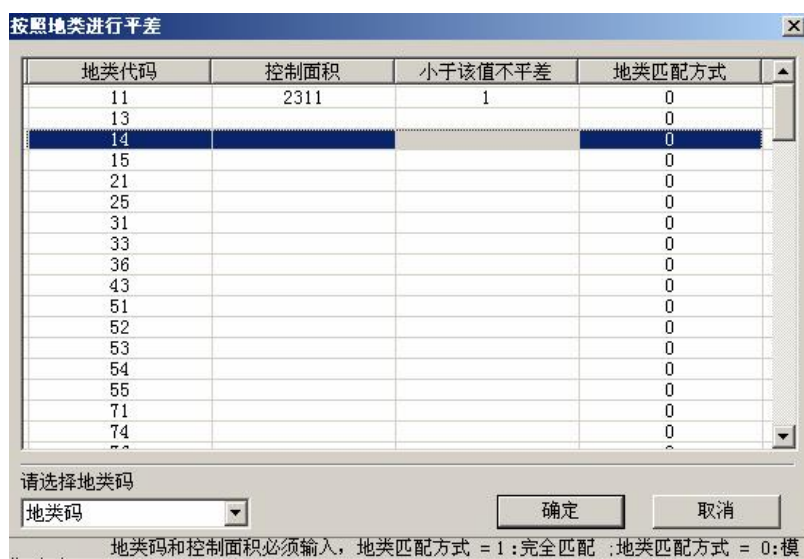 按照地类进行平差
地类代码 控制面积 小于该值不平差 地类匹配方式
11 2311 1 0
13 0
14 0
15 0
21 0
25 0
31 0
33 0
36 0
43 0
51 0
52 0
53 0
54 0
55 0
71 0
74 0
请选择地类码
地类码 确定 取消
地类码和控制面积必须输入，地类匹配方式 =1:完全匹配 ;地类匹配方式 = 0:模